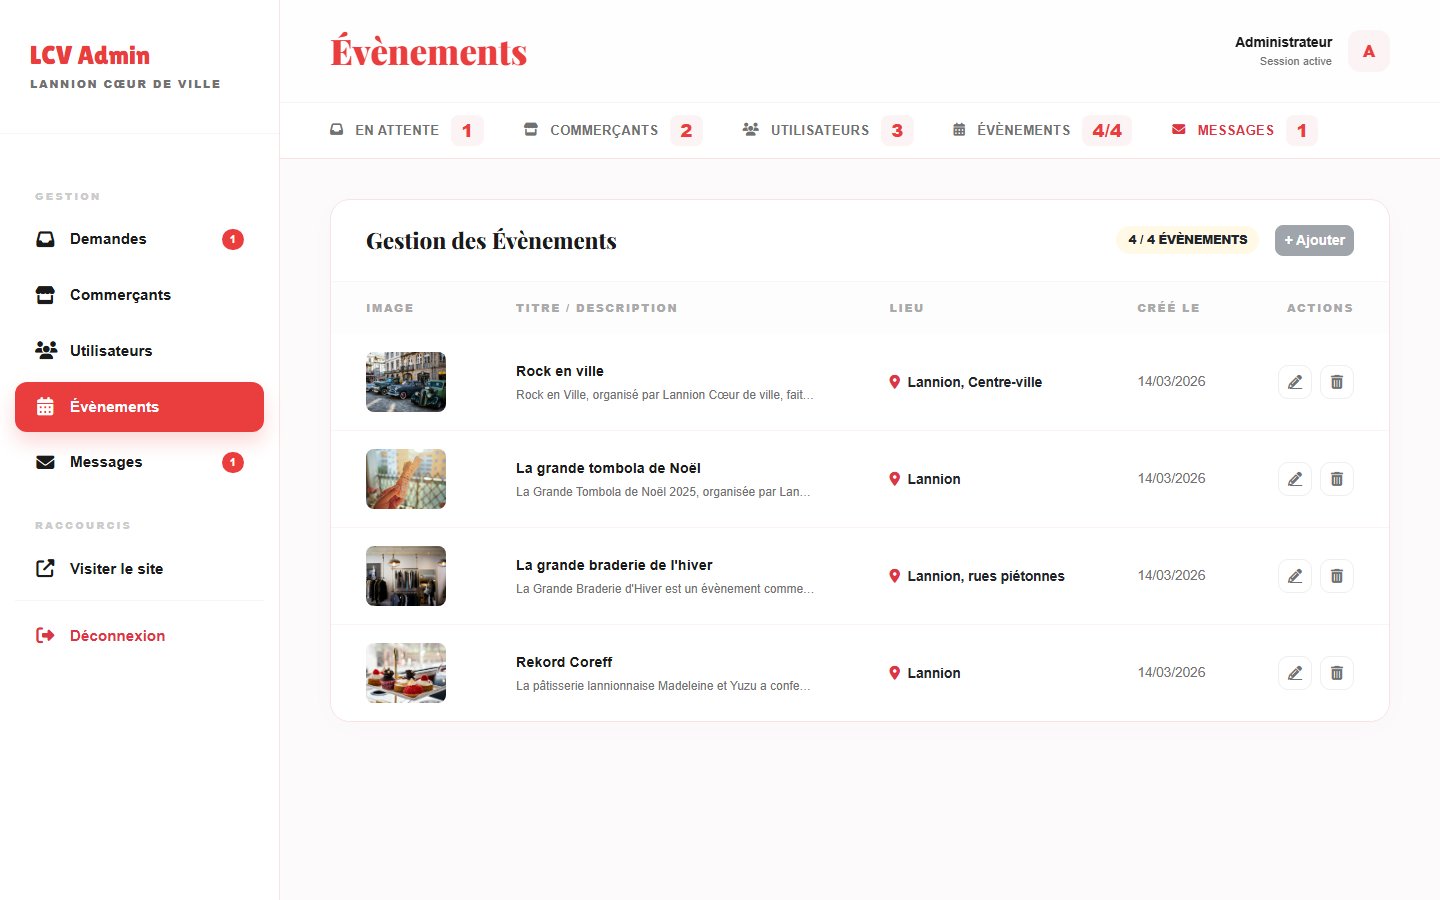 LCV Admin
LANNION CŒUR DE VILLE
GESTION
Demandes 1
Commerçants
Utilisateurs
Évènements
Messages 1
RACCOURCIS
Visiter le site
Déconnexion
Évènements
Administrateur
Session active
A
EN ATTENTE 1 COMMERÇANTS 2 UTILISATEURS 3 ÉVÈNEMENTS 4/4 MESSAGES 1
Gestion des Évènements
4 / 4 ÉVÈNEMENTS
+ Ajouter
IMAGE TITRE / DESCRIPTION LIEU CRÉÉ LE ACTIONS
Rock en ville
Rock en Ville, organisé par Lannion Cœur de ville, fait...
Lannion, Centre-ville
14/03/2026
La grande tombola de Noël
La Grande Tombola de Noël 2025, organisée par Lan...
Lannion
14/03/2026
La grande braderie de l'hiver
La Grande Braderie d'Hiver est un évènement comme...
Lannion, rues piétonnes
14/03/2026
Rekord Coreff
La pâtisserie lannionnaise Madeleine et Yuzu a confe...
Lannion
14/03/2026